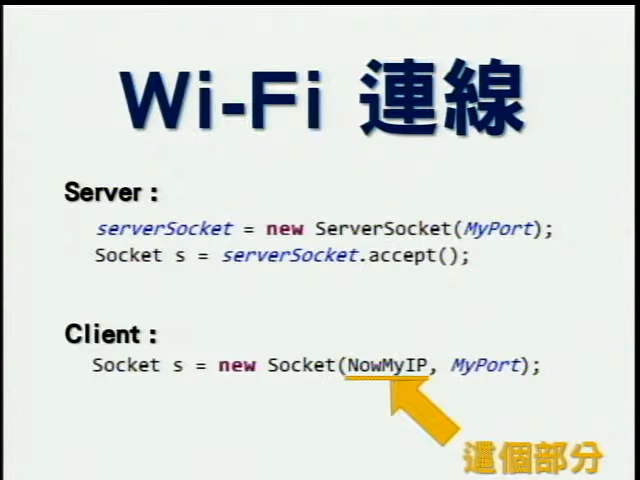 Wi-Fi 連線
Server :
serverSocket = new ServerSocket(MyPort);
Socket s = serverSocket.accept();
Client :
Socket s = new Socket(NowMyIP, MyPort);
這個部分